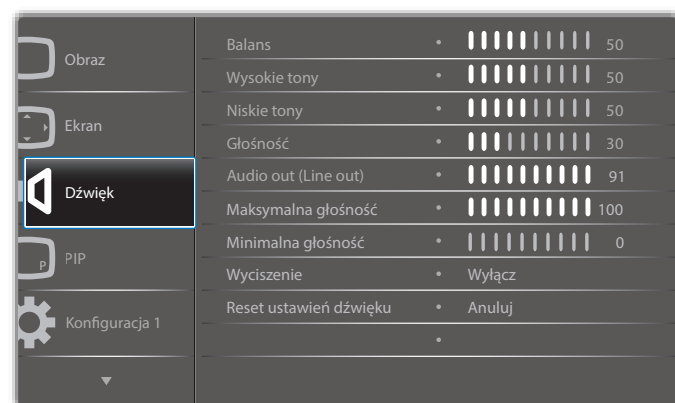 Obraz
Ekran
Dźwięk
P
PIP
Konfiguracja 1
Balans • 50
Wysokie tony • 50
Niskie tony • 50
Głośność • 30
Audio out (Line out) • 91
Maksymalna głośność • 100
Minimalna głośność • 0
Wyciszenie • Wyłącz
Reset ustawień dźwięku • Anuluj
•